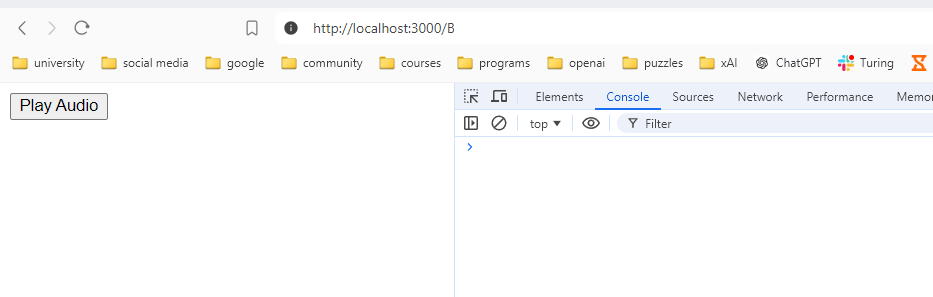 http://localhost:3000/B
university social media google community courses programs openai puzzles xAI ChatGPT Turing
Play Audio
Elements Console Sources Network Performance Memor
top Filter